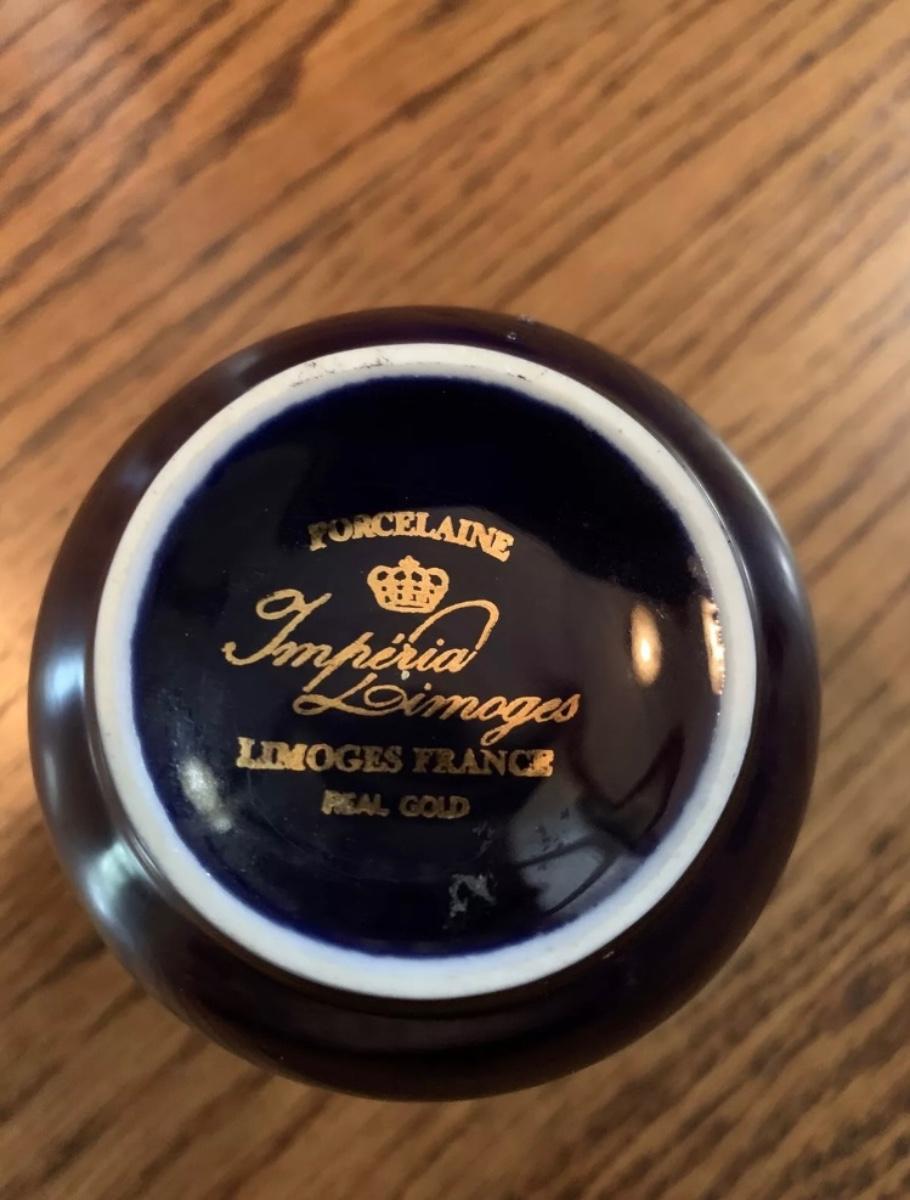 PORCELAINE
Impéria
Limoges
LIMOGES FRANCE
REAL GOLD